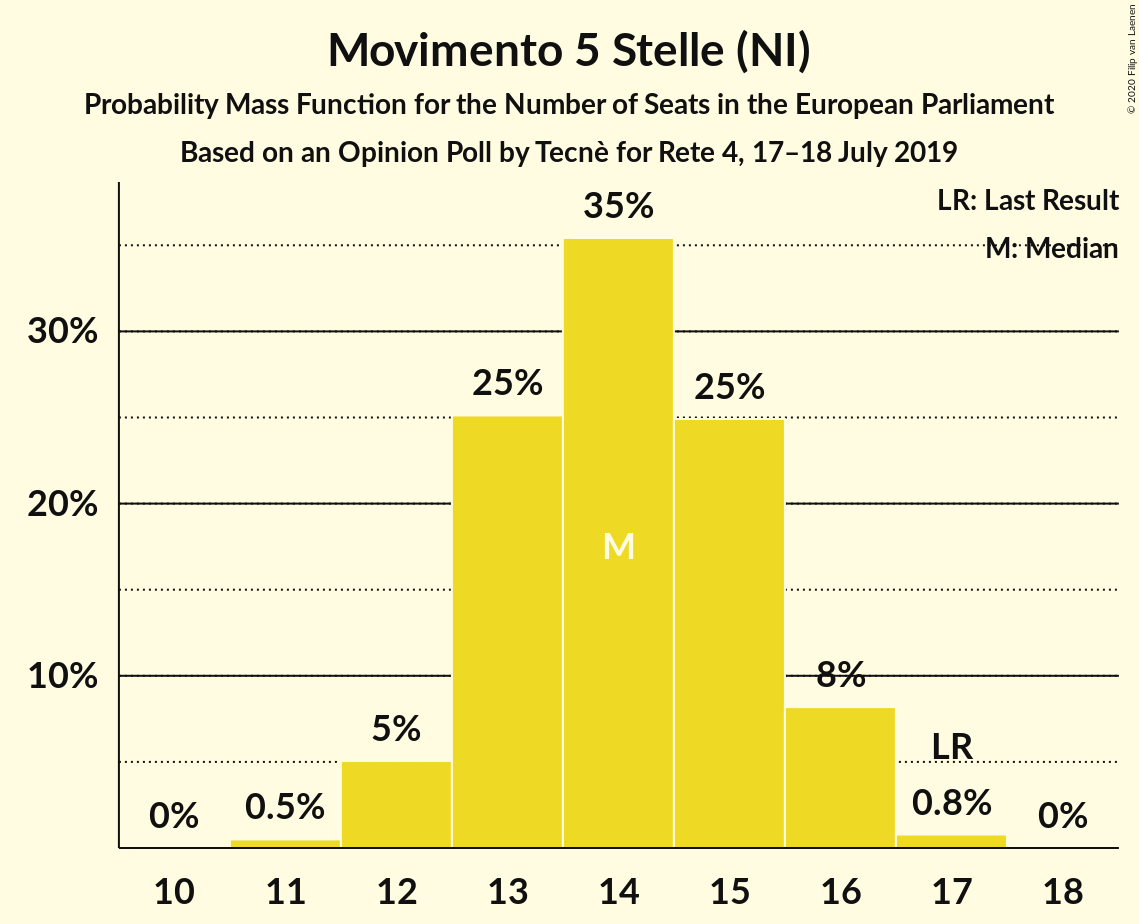 Movimento 5 Stelle (NI)
Probability Mass Function for the Number of Seats in the European Parliament
Based on an Opinion Poll by Tecnè for Rete 4, 17–18 July 2019
© 2020 Filip van Laenen
LR: Last Result
M: Median
35%
30%
25%
25%
20%
M
10%
8%
5%
LR
0%
0.5%
0.8%
0%
10 11 12 13 14 15 16 17 18